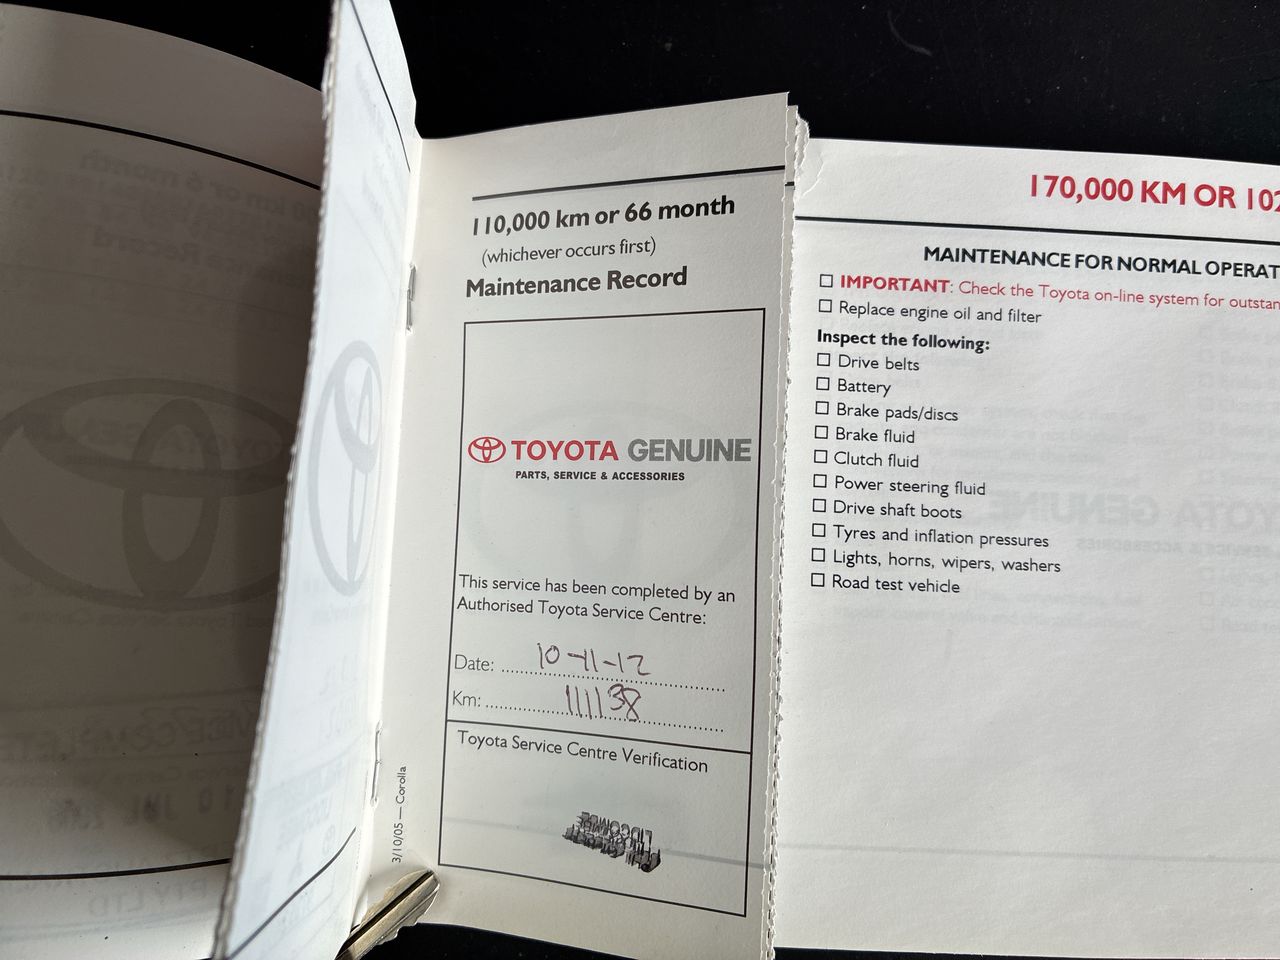 110,000 km or 66 month
(whichever occurs first)
Maintenance Record
TOYOTA GENUINE
PARTS, SERVICE & ACCESSORIES
This service has been completed by an
Authorised Toyota Service Centre:
Date: 10-11-12
Km: 111138
Toyota Service Centre Verification
3/10/05 — Corolla
170,000 KM OR 102
MAINTENANCE FOR NORMAL OPERAT
IMPORTANT: Check the Toyota on-line system for outstan
Replace engine oil and filter
Inspect the following:
Drive belts
Battery
Brake pads/discs
Brake fluid
Clutch fluid
Power steering fluid
Drive shaft boots
Tyres and inflation pressures
Lights, horns, wipers, washers
Road test vehicle